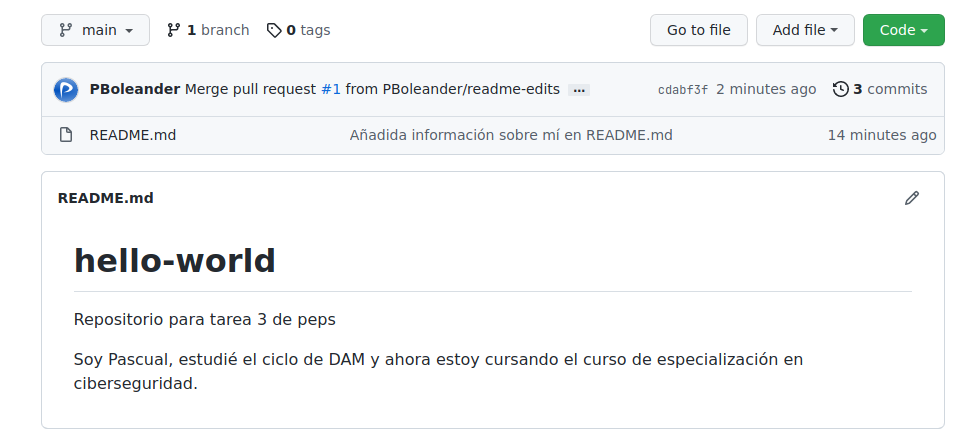 main 1 branch 0 tags Go to file Add file Code
PBoleander Merge pull request #1 from PBoleander/readme-edits ... cdabf3f 2 minutes ago 3 commits
README.md Añadida información sobre mí en README.md 14 minutes ago
README.md
hello-world
Repositorio para tarea 3 de peps
Soy Pascual, estudié el ciclo de DAM y ahora estoy cursando el curso de especialización en
ciberseguridad.